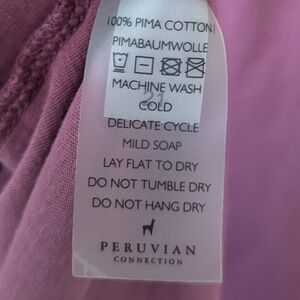 100% PIMA COTTON
PIMABAUMWOLLE
MACHINE WASH
COLD
DELICATE CYCLE
MILD SOAP
LAY FLAT TO DRY
DO NOT TUMBLE DRY
DO NOT HANG DRY
PERUVIAN
CONNECTION